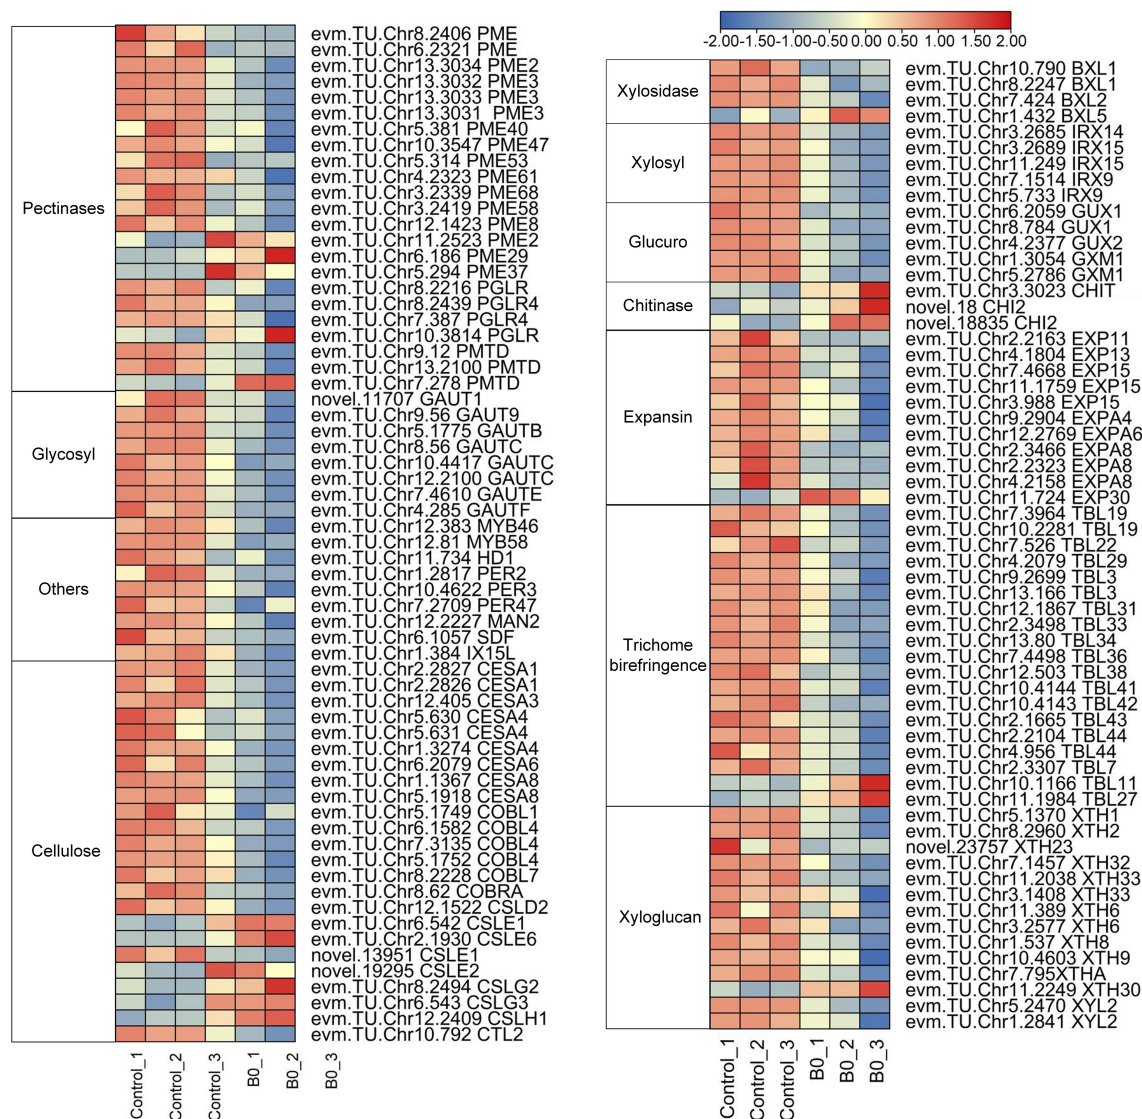 Pectinases
evm.TU.Chr8.2406 PME
evm.TU.Chr6.2321 PME
evm.TU.Chr13.3034 PME2
evm.TU.Chr13.3032 PME3
evm.TU.Chr13.3033 PME3
evm.TU.Chr13.3031 PME3
evm.TU.Chr5.381 PME40
evm.TU.Chr10.3547 PME47
evm.TU.Chr5.314 PME53
evm.TU.Chr4.2323 PME61
evm.TU.Chr3.2339 PME68
evm.TU.Chr3.2419 PME58
evm.TU.Chr12.1423 PME8
evm.TU.Chr11.2523 PME2
evm.TU.Chr6.186 PME29
evm.TU.Chr5.294 PME37
evm.TU.Chr8.2216 PGLR
evm.TU.Chr8.2439 PGLR4
evm.TU.Chr7.387 PGLR4
evm.TU.Chr10.3814 PGLR
evm.TU.Chr9.12 PMTD
evm.TU.Chr13.2100 PMTD
evm.TU.Chr7.278 PMTD
Glycosyl
novel.11707 GAUT1
evm.TU.Chr9.56 GAUT9
evm.TU.Chr5.1775 GAUTB
evm.TU.Chr8.56 GAUTC
evm.TU.Chr10.4417 GAUTC
evm.TU.Chr12.2100 GAUTC
evm.TU.Chr7.4610 GAUTE
evm.TU.Chr4.285 GAUTF
Others
evm.TU.Chr12.383 MYB46
evm.TU.Chr12.81 MYB58
evm.TU.Chr11.734 HD1
evm.TU.Chr1.2817 PER2
evm.TU.Chr10.4622 PER3
evm.TU.Chr7.2709 PER47
evm.TU.Chr12.2227 MAN2
evm.TU.Chr6.1057 SDF
evm.TU.Chr1.384 IX15L
Cellulose
evm.TU.Chr2.2827 CESA1
evm.TU.Chr2.2826 CESA1
evm.TU.Chr12.405 CESA3
evm.TU.Chr5.630 CESA4
evm.TU.Chr5.631 CESA4
evm.TU.Chr1.3274 CESA4
evm.TU.Chr6.2079 CESA6
evm.TU.Chr1.1367 CESA8
evm.TU.Chr5.1918 CESA8
evm.TU.Chr5.1749 COBL1
evm.TU.Chr6.1582 COBL4
evm.TU.Chr7.3135 COBL4
evm.TU.Chr5.1752 COBL4
evm.TU.Chr8.2228 COBL7
evm.TU.Chr8.62 COBRA
evm.TU.Chr12.1522 CSLD2
evm.TU.Chr6.542 CSLE1
evm.TU.Chr2.1930 CSLE6
novel.13951 CSLE1
novel.19295 CSLE2
evm.TU.Chr8.2494 CSLG2
evm.TU.Chr6.543 CSLG3
evm.TU.Chr12.2409 CSLH1
evm.TU.Chr10.792 CTL2
Control_1 Control_2 Control_3 B0_1 B0_2 B0_3
-2.00 -1.50 -1.00 0.00 0.50 1.00 1.50 2.00
Xylosidase
evm.TU.Chr10.790 BXL1
evm.TU.Chr8.2247 BXL1
evm.TU.Chr7.424 BXL2
evm.TU.Chr1.432 BXL5
Xylosyl
evm.TU.Chr3.2685 IRX14
evm.TU.Chr3.2689 IRX15
evm.TU.Chr11.249 IRX15
evm.TU.Chr7.1514 IRX9
evm.TU.Chr5.733 IRX9
Glucuro
evm.TU.Chr6.2059 GUX1
evm.TU.Chr8.784 GUX1
evm.TU.Chr4.2377 GUX2
evm.TU.Chr1.3054 GXM1
evm.TU.Chr5.2786 GXM1
Chitinase
evm.TU.Chr3.3023 CHIT
novel.18 CHI2
novel.18835 CHI2
Expansin
evm.TU.Chr2.2163 EXP11
evm.TU.Chr4.1804 EXP13
evm.TU.Chr7.4668 EXP15
evm.TU.Chr11.1759 EXP15
evm.TU.Chr3.988 EXP15
evm.TU.Chr9.2904 EXPA4
evm.TU.Chr12.2769 EXPA6
evm.TU.Chr2.3466 EXPA8
evm.TU.Chr2.2323 EXPA8
evm.TU.Chr4.2158 EXPA8
evm.TU.Chr11.724 EXP30
Trichome
birefringence
evm.TU.Chr7.3964 TBL19
evm.TU.Chr10.2281 TBL19
evm.TU.Chr7.526 TBL22
evm.TU.Chr4.2079 TBL29
evm.TU.Chr9.2699 TBL3
evm.TU.Chr13.166 TBL3
evm.TU.Chr12.1867 TBL31
evm.TU.Chr2.3498 TBL33
evm.TU.Chr13.80 TBL34
evm.TU.Chr7.4498 TBL36
evm.TU.Chr12.503 TBL38
evm.TU.Chr10.4144 TBL41
evm.TU.Chr10.4143 TBL42
evm.TU.Chr2.1665 TBL43
evm.TU.Chr2.2104 TBL44
evm.TU.Chr4.956 TBL44
evm.TU.Chr2.3307 TBL7
evm.TU.Chr10.1166 TBL11
evm.TU.Chr11.1984 TBL27
Xyloglucan
evm.TU.Chr5.1370 XTH1
evm.TU.Chr8.2960 XTH2
novel.23757 XTH23
evm.TU.Chr7.1457 XTH32
evm.TU.Chr11.2038 XTH33
evm.TU.Chr3.1408 XTH33
evm.TU.Chr11.389 XTH6
evm.TU.Chr3.2577 XTH6
evm.TU.Chr1.537 XTH8
evm.TU.Chr10.4603 XTH9
evm.TU.Chr7.795XTHA
evm.TU.Chr11.2249 XTH30
evm.TU.Chr5.2470 XYL2
evm.TU.Chr1.2841 XYL2
Control_1 Control_2 Control_3 B0_1 B0_2 B0_3